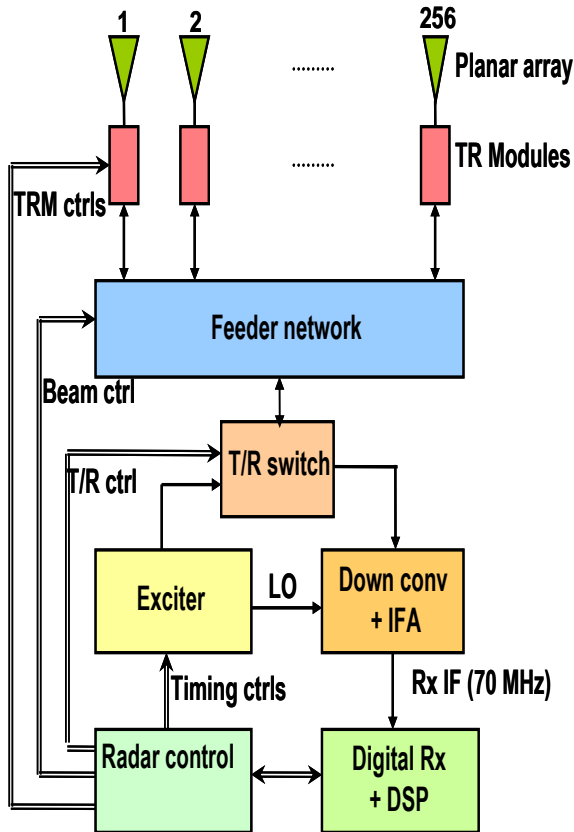 1
2
256
.........
Planar array
.........
TR Modules
TRM ctrls
Feeder network
Beam ctrl
T/R switch
T/R ctrl
Exciter
LO
Down conv
+ IFA
Timing ctrls
Rx IF (70 MHz)
Radar control
Digital Rx
+ DSP